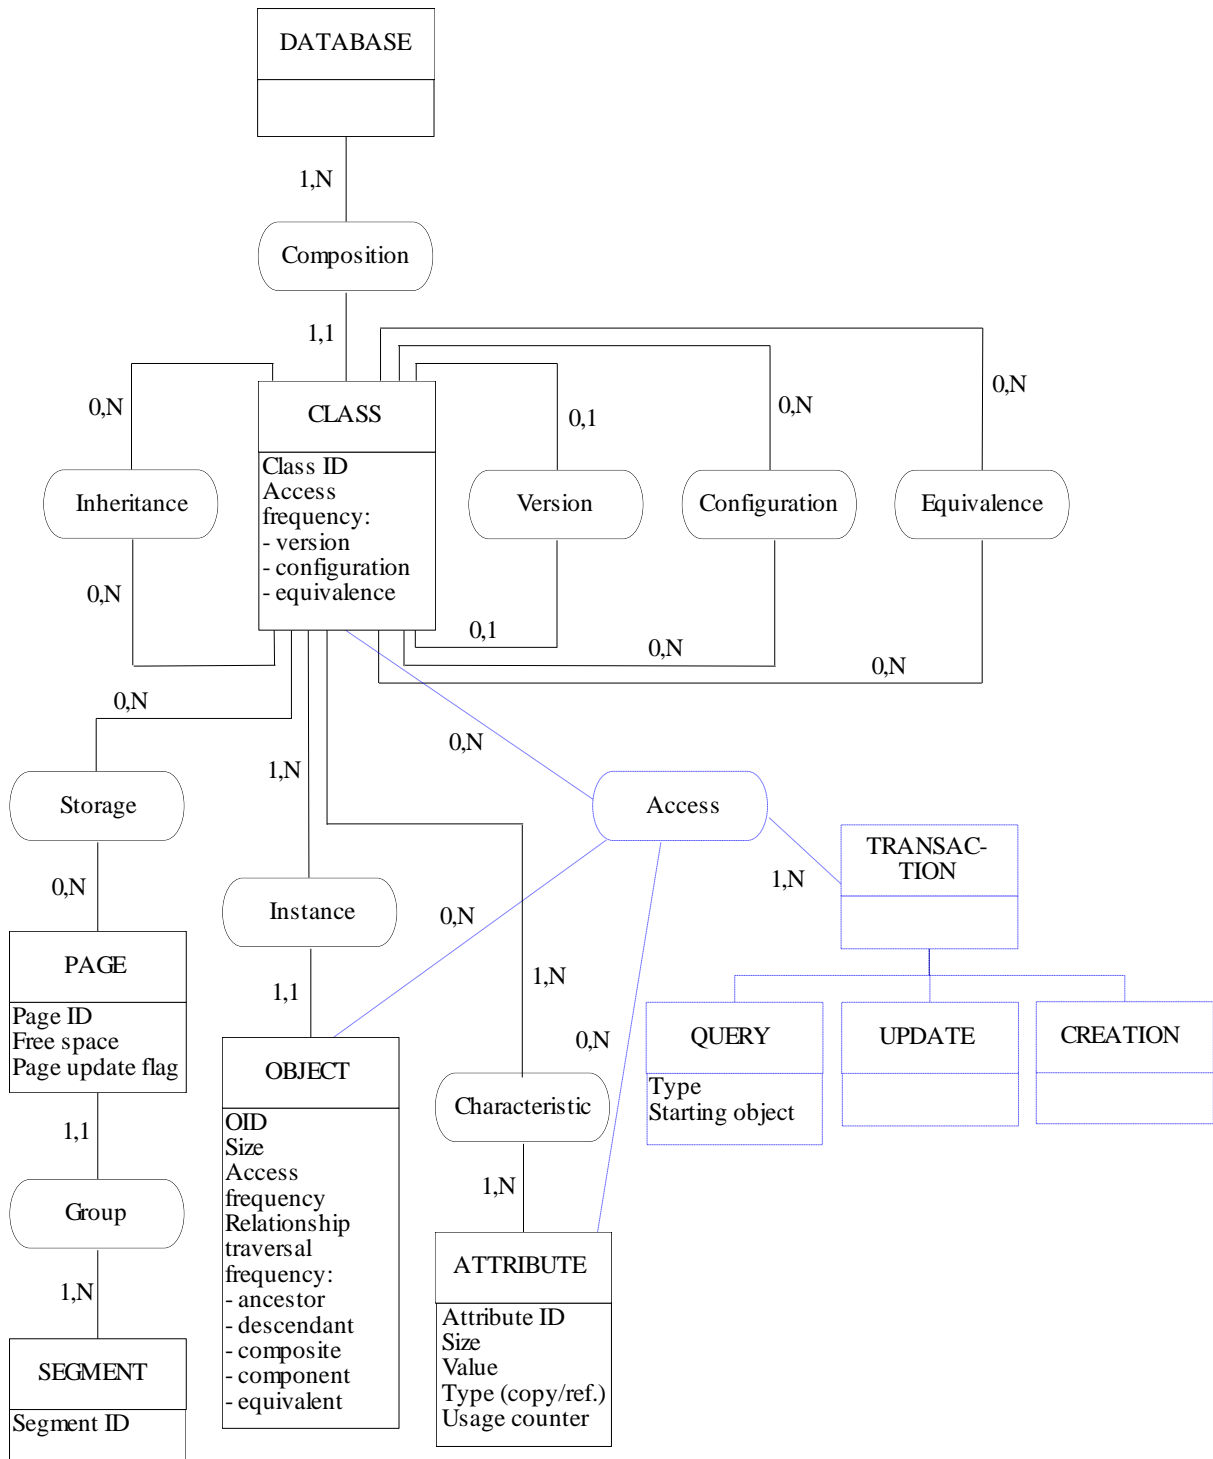 DATABASE
1,N
Composition
1,1
0,N
0,N
0,N
0,1
CLASS
Class ID
Access
frequency:
- version
- configuration
- equivalence
Inheritance
Version
Configuration
Equivalence
0,N
0,1
0,N
0,N
0,N
1,N
0,N
Storage
Access
TRANSAC-
TION
1,N
0,N
Instance
0,N
PAGE
Page ID
Free space
Page update flag
1,1
1,N
0,N
QUERY
Type
Starting object
UPDATE
CREATION
OBJECT
OID
Size
Access
frequency
Relationship
traversal
frequency:
- ancestor
- descendant
- composite
- component
- equivalent
Characteristic
1,1
1,N
Group
1,N
ATTRIBUTE
Attribute ID
Size
Value
Type (copy/ref.)
Usage counter
SEGMENT
Segment ID